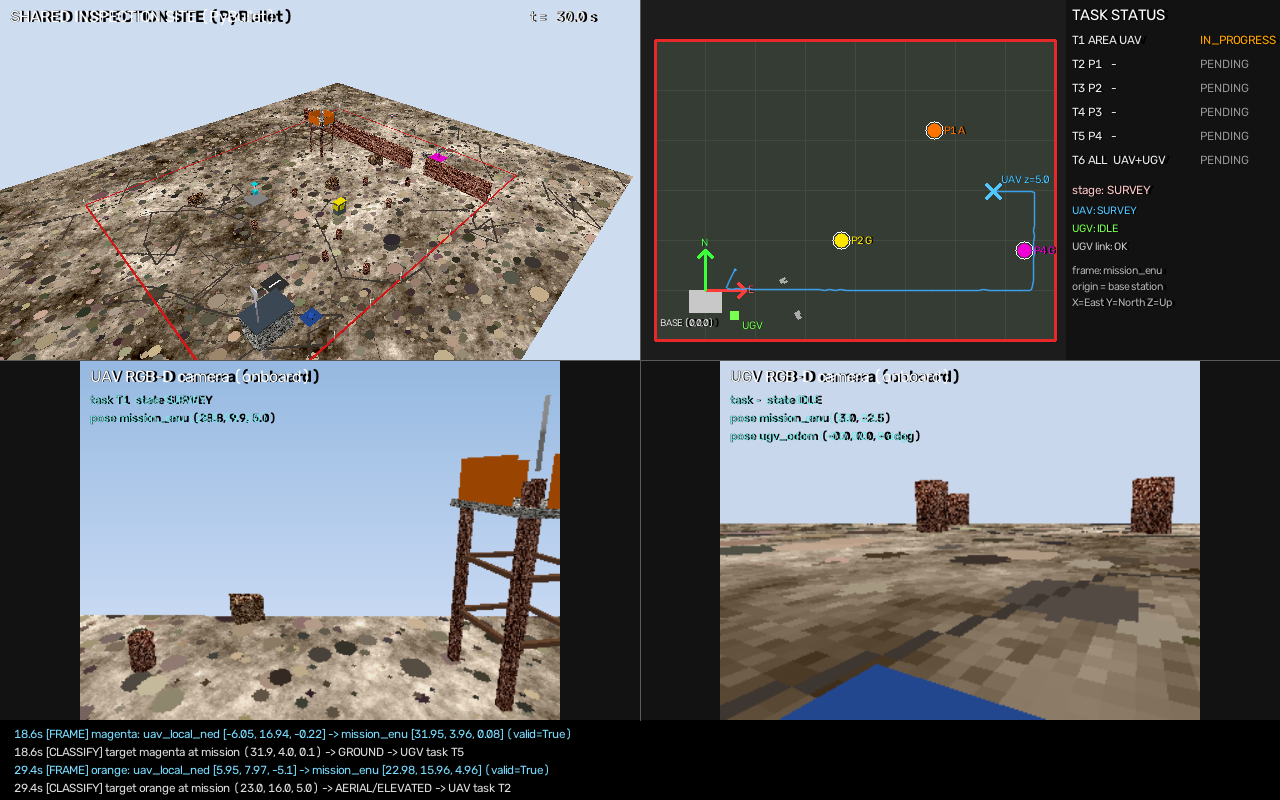 SHARED INSPECTION SITE (PyBullet)
t = 30.0 s
P1 A
UAV z=5.0
P2 G
P4 G
N
E
BASE (0,0,0)
UGV
TASK STATUS
T1 AREA UAV IN_PROGRESS
T2 P1 - PENDING
T3 P2 - PENDING
T4 P3 - PENDING
T5 P4 - PENDING
T6 ALL UAV+UGV PENDING
stage: SURVEY
UAV: SURVEY
UGV: IDLE
UGV link: OK
frame: mission_enu
origin = base station
X=East Y=North Z=Up
UAV RGB-D camera (onboard)
task T1 state SURVEY
pose mission_enu (28.8, 9.9, 5.0)
UGV RGB-D camera (onboard)
task - state IDLE
pose mission_enu (3.0, -2.5)
pose ugv_odom (-0.0, 0.0, -0 deg)
18.6s [FRAME] magenta: uav_local_ned [-6.05, 16.94, -0.22] -> mission_enu [31.95, 3.96, 0.08] (valid=True)
18.6s [CLASSIFY] target magenta at mission (31.9, 4.0, 0.1) -> GROUND -> UGV task T5
29.4s [FRAME] orange: uav_local_ned [5.95, 7.97, -5.1] -> mission_enu [22.98, 15.96, 4.96] (valid=True)
29.4s [CLASSIFY] target orange at mission (23.0, 16.0, 5.0) -> AERIAL/ELEVATED -> UAV task T2